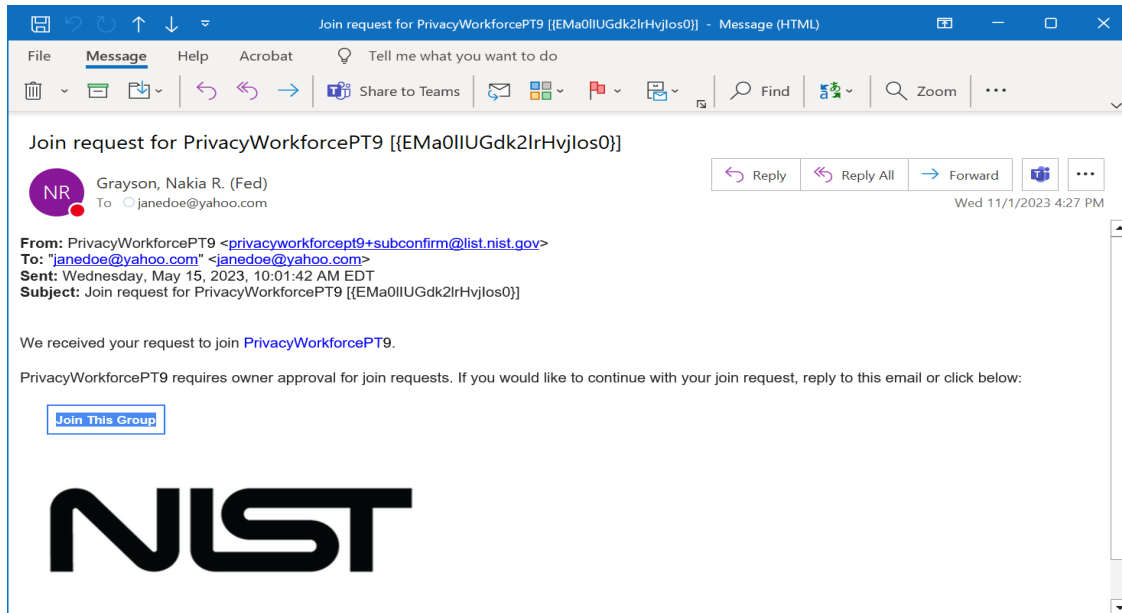 Join request for PrivacyWorkforcePT9 [{EMa0lIUGdk2lrHvjIos0}] - Message (HTML)
File Message Help Acrobat Tell me what you want to do
Share to Teams Find Zoom
Join request for PrivacyWorkforcePT9 [{EMa0lIUGdk2IrHvjIos0}]
NR
Grayson, Nakia R. (Fed)
Reply Reply All Forward
To janedoe@yahoo.com
Wed 11/1/2023 4:27 PM
From: PrivacyWorkforcePT9 <privacyworkforcept9+subconfirm@list.nist.gov>
To: "janedoe@yahoo.com" <janedoe@yahoo.com>
Sent: Wednesday, May 15, 2023, 10:01:42 AM EDT
Subject: Join request for PrivacyWorkforcePT9 [{EMa0lIUGdk2lrHvjIos0}]
We received your request to join PrivacyWorkforcePT9.
PrivacyWorkforcePT9 requires owner approval for join requests. If you would like to continue with your join request, reply to this email or click below:
Join This Group
NIST